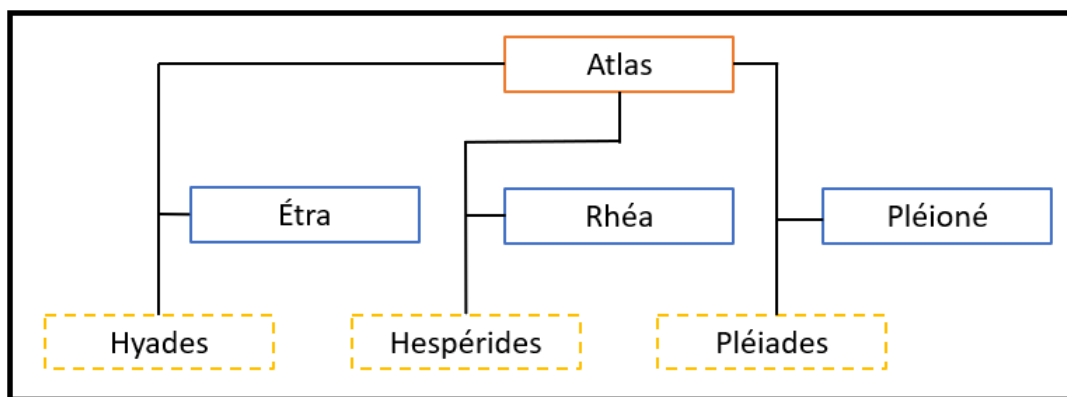 Atlas
Étra
Rhéa
Pléioné
Hyades
Hespérides
Pléiades